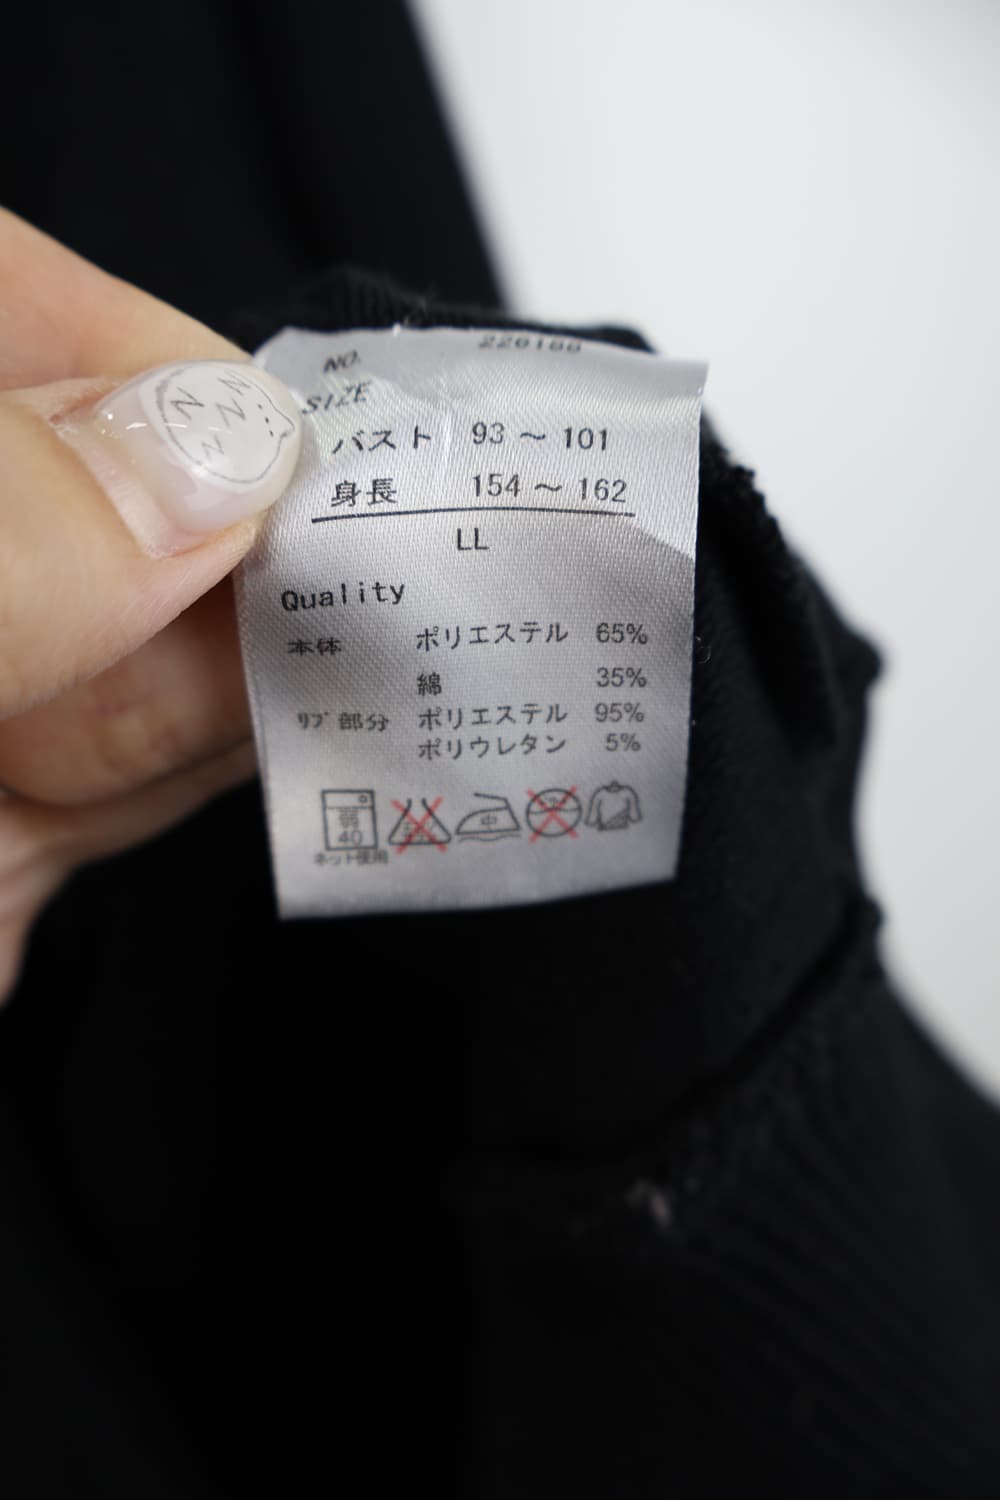 NO.
SIZE
バスト 93 ～ 101
身長 154 ～ 162
LL
Quality
本体 ポリエステル 65%
綿 35%
ﾘﾌﾞ部分 ポリエステル 95%
ポリウレタン 5%
弱
40
中
ネット使用
Z Z Z Z Z